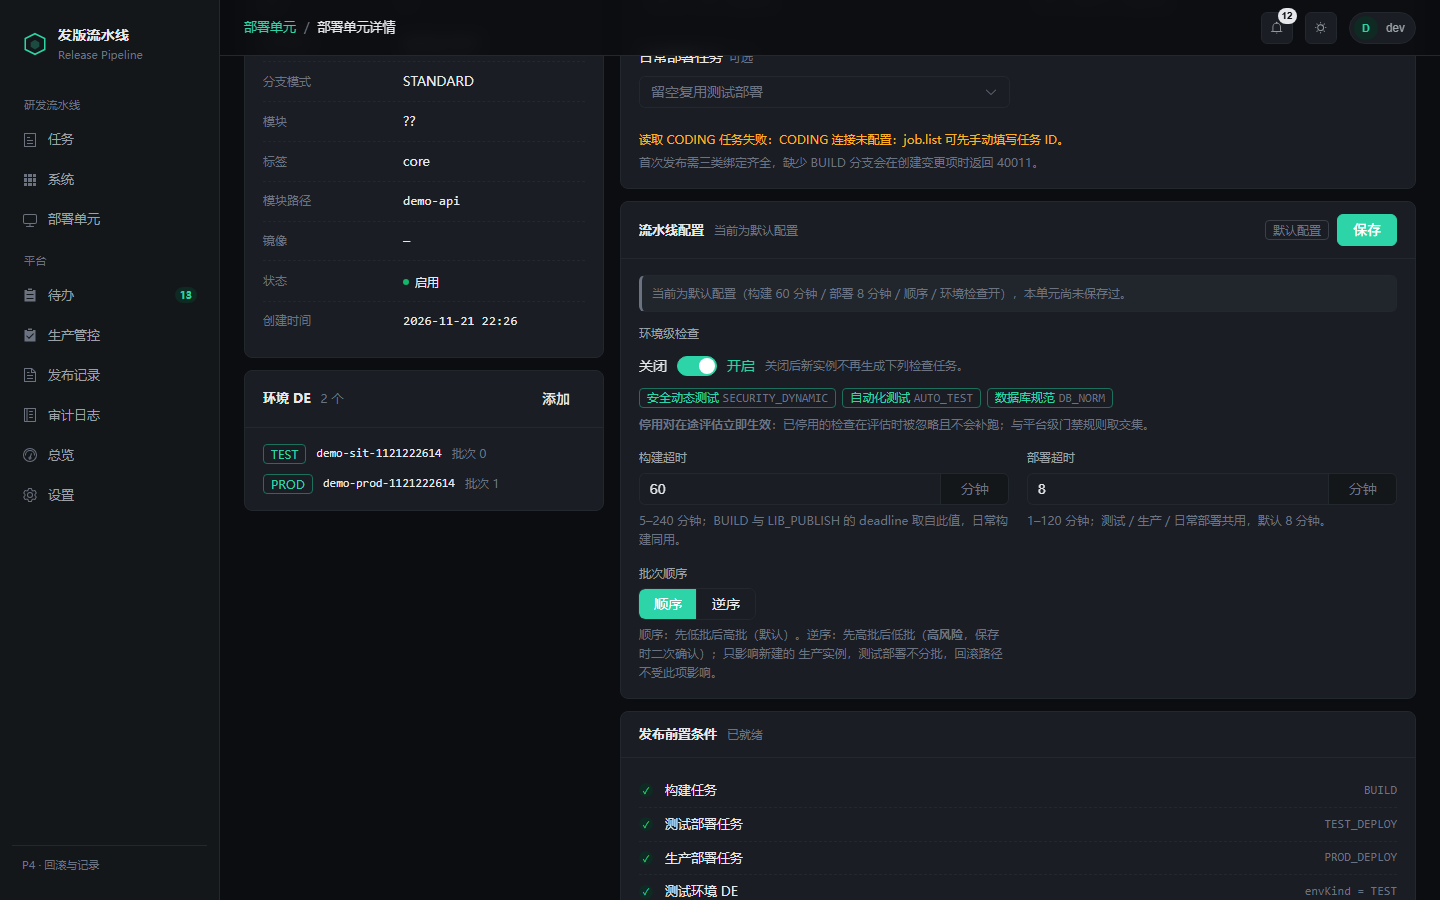 发版流水线
Release Pipeline
研发流水线
任务
系统
部署单元
平台
待办 13
生产管控
发布记录
审计日志
总览
设置
P4 · 回滚与记录
部署单元 / 部署单元详情
12
D dev
分支模式 STANDARD
模块 ??
标签 core
模块路径 demo-api
镜像 —
状态 启用
创建时间 2026-11-21 22:26
环境 DE 2 个 添加
TEST demo-sit-1121222614 批次 0
PROD demo-prod-1121222614 批次 1
日常部署任务 可选
留空复用测试部署
读取 CODING 任务失败：CODING 连接未配置：job.list 可先手动填写任务 ID。
首次发布需三类绑定齐全，缺少 BUILD 分支会在创建变更项时返回 40011。
流水线配置 当前为默认配置 默认配置 保存
当前为默认配置（构建 60 分钟 / 部署 8 分钟 / 顺序 / 环境检查开），本单元尚未保存过。
环境级检查
关闭 开启 关闭后新实例不再生成下列检查任务。
安全动态测试 SECURITY_DYNAMIC 自动化测试 AUTO_TEST 数据库规范 DB_NORM
停用对在途评估立即生效：已停用的检查在评估时被忽略且不会补跑；与平台级门禁规则取交集。
构建超时
60 分钟
5–240 分钟；BUILD 与 LIB_PUBLISH 的 deadline 取自此值，日常构
建同用。
部署超时
8 分钟
1–120 分钟；测试 / 生产 / 日常部署共用，默认 8 分钟。
批次顺序
顺序 逆序
顺序：先低批后高批（默认）。逆序：先高批后低批（高风险，保存
时二次确认）；只影响新建的 生产实例，测试部署不分批，回滚路径
不受此项影响。
发布前置条件 已就绪
构建任务 BUILD
测试部署任务 TEST_DEPLOY
生产部署任务 PROD_DEPLOY
测试环境 DE envKind = TEST